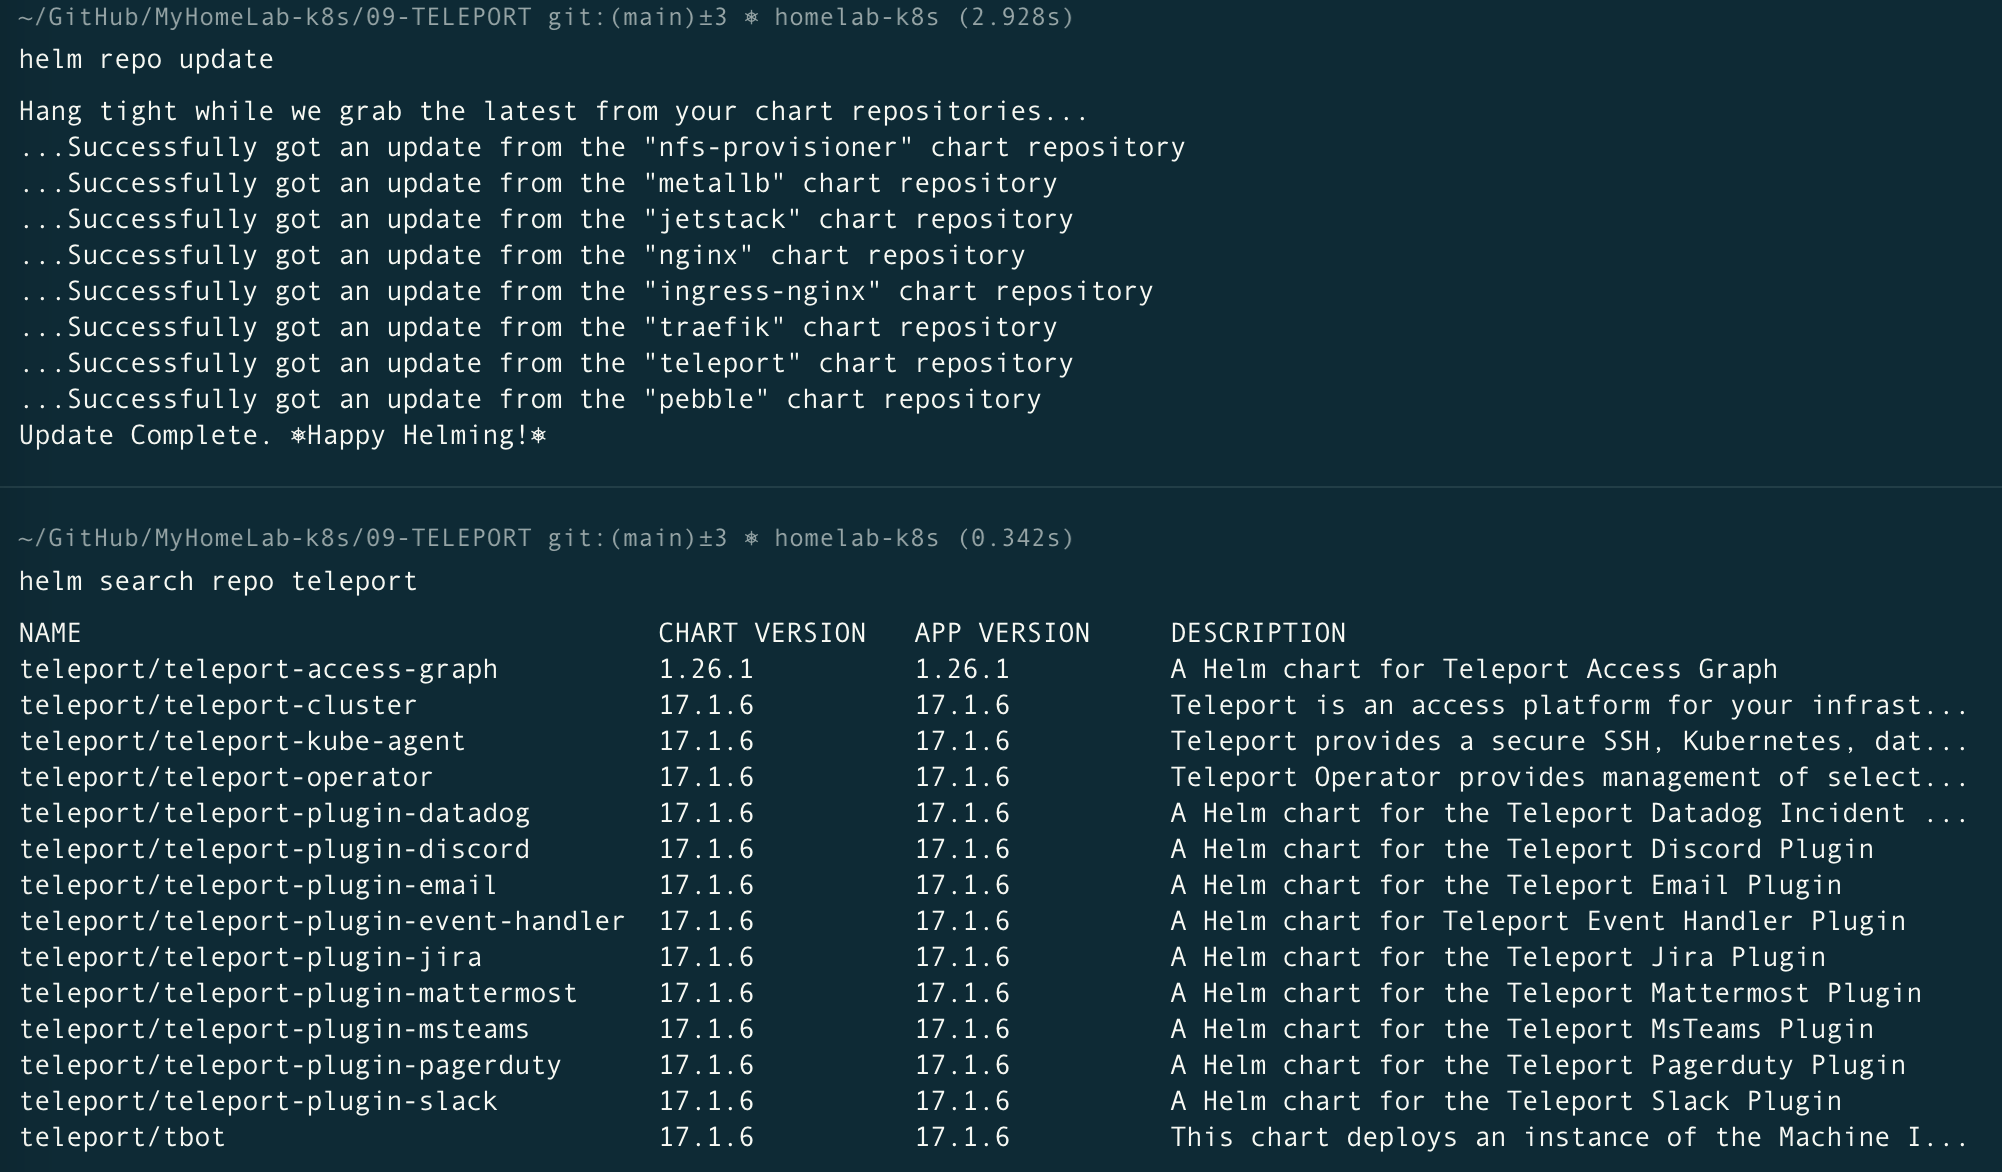 ~/GitHub/MyHomeLab-k8s/09-TELEPORT git:(main)±3 ⎈ homelab-k8s (2.928s)
helm repo update
Hang tight while we grab the latest from your chart repositories...
...Successfully got an update from the "nfs-provisioner" chart repository
...Successfully got an update from the "metallb" chart repository
...Successfully got an update from the "jetstack" chart repository
...Successfully got an update from the "nginx" chart repository
...Successfully got an update from the "ingress-nginx" chart repository
...Successfully got an update from the "traefik" chart repository
...Successfully got an update from the "teleport" chart repository
...Successfully got an update from the "pebble" chart repository
Update Complete. ⎈Happy Helming!⎈
~/GitHub/MyHomeLab-k8s/09-TELEPORT git:(main)±3 ⎈ homelab-k8s (0.342s)
helm search repo teleport
NAME CHART VERSION APP VERSION DESCRIPTION
teleport/teleport-access-graph 1.26.1 1.26.1 A Helm chart for Teleport Access Graph
teleport/teleport-cluster 17.1.6 17.1.6 Teleport is an access platform for your infrast...
teleport/teleport-kube-agent 17.1.6 17.1.6 Teleport provides a secure SSH, Kubernetes, dat...
teleport/teleport-operator 17.1.6 17.1.6 Teleport Operator provides management of select...
teleport/teleport-plugin-datadog 17.1.6 17.1.6 A Helm chart for the Teleport Datadog Incident ...
teleport/teleport-plugin-discord 17.1.6 17.1.6 A Helm chart for the Teleport Discord Plugin
teleport/teleport-plugin-email 17.1.6 17.1.6 A Helm chart for the Teleport Email Plugin
teleport/teleport-plugin-event-handler 17.1.6 17.1.6 A Helm chart for Teleport Event Handler Plugin
teleport/teleport-plugin-jira 17.1.6 17.1.6 A Helm chart for the Teleport Jira Plugin
teleport/teleport-plugin-mattermost 17.1.6 17.1.6 A Helm chart for the Teleport Mattermost Plugin
teleport/teleport-plugin-msteams 17.1.6 17.1.6 A Helm chart for the Teleport MsTeams Plugin
teleport/teleport-plugin-pagerduty 17.1.6 17.1.6 A Helm chart for the Teleport Pagerduty Plugin
teleport/teleport-plugin-slack 17.1.6 17.1.6 A Helm chart for the Teleport Slack Plugin
teleport/tbot 17.1.6 17.1.6 This chart deploys an instance of the Machine I...